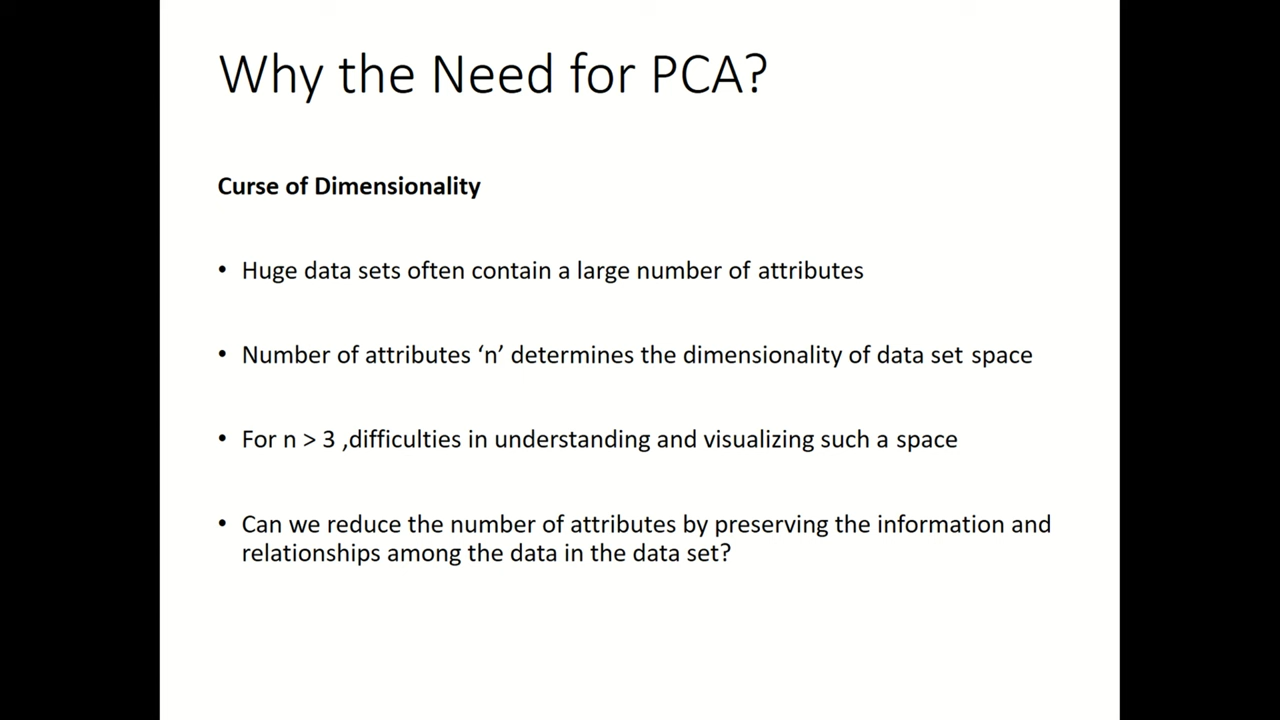 Why the Need for PCA?
Curse of Dimensionality
• Huge data sets often contain a large number of attributes
• Number of attributes ‘n’ determines the dimensionality of data set space
• For n > 3 ,difficulties in understanding and visualizing such a space
• Can we reduce the number of attributes by preserving the information and
relationships among the data in the data set?